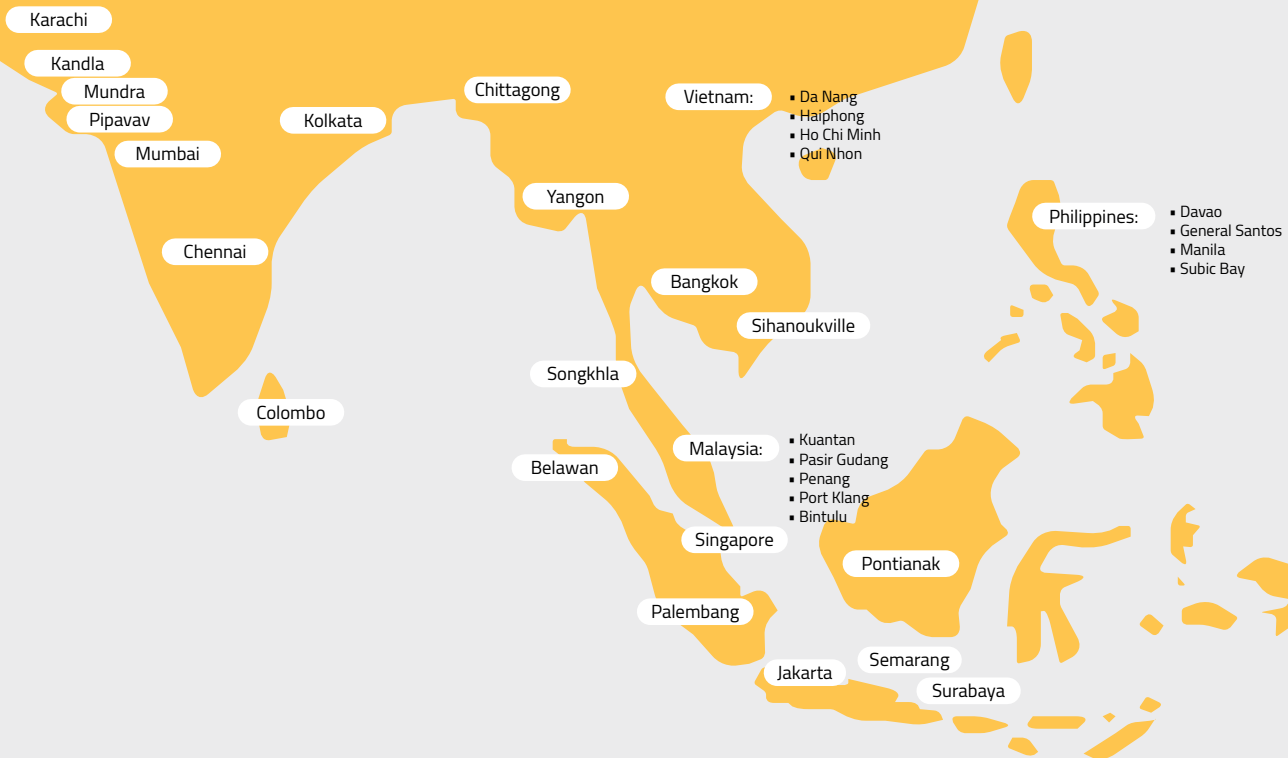 Karachi
Kandla
Mundra
Pipavav
Mumbai
Kolkata
Chittagong
Vietnam:
▪ Da Nang
▪ Haiphong
▪ Ho Chi Minh
▪ Qui Nhon
Yangon
Philippines:
▪ Davao
▪ General Santos
▪ Manila
▪ Subic Bay
Chennai
Bangkok
Sihanoukville
Songkhla
Colombo
Malaysia:
▪ Kuantan
▪ Pasir Gudang
▪ Penang
▪ Port Klang
▪ Bintulu
Belawan
Singapore
Pontianak
Palembang
Semarang
Jakarta
Surabaya